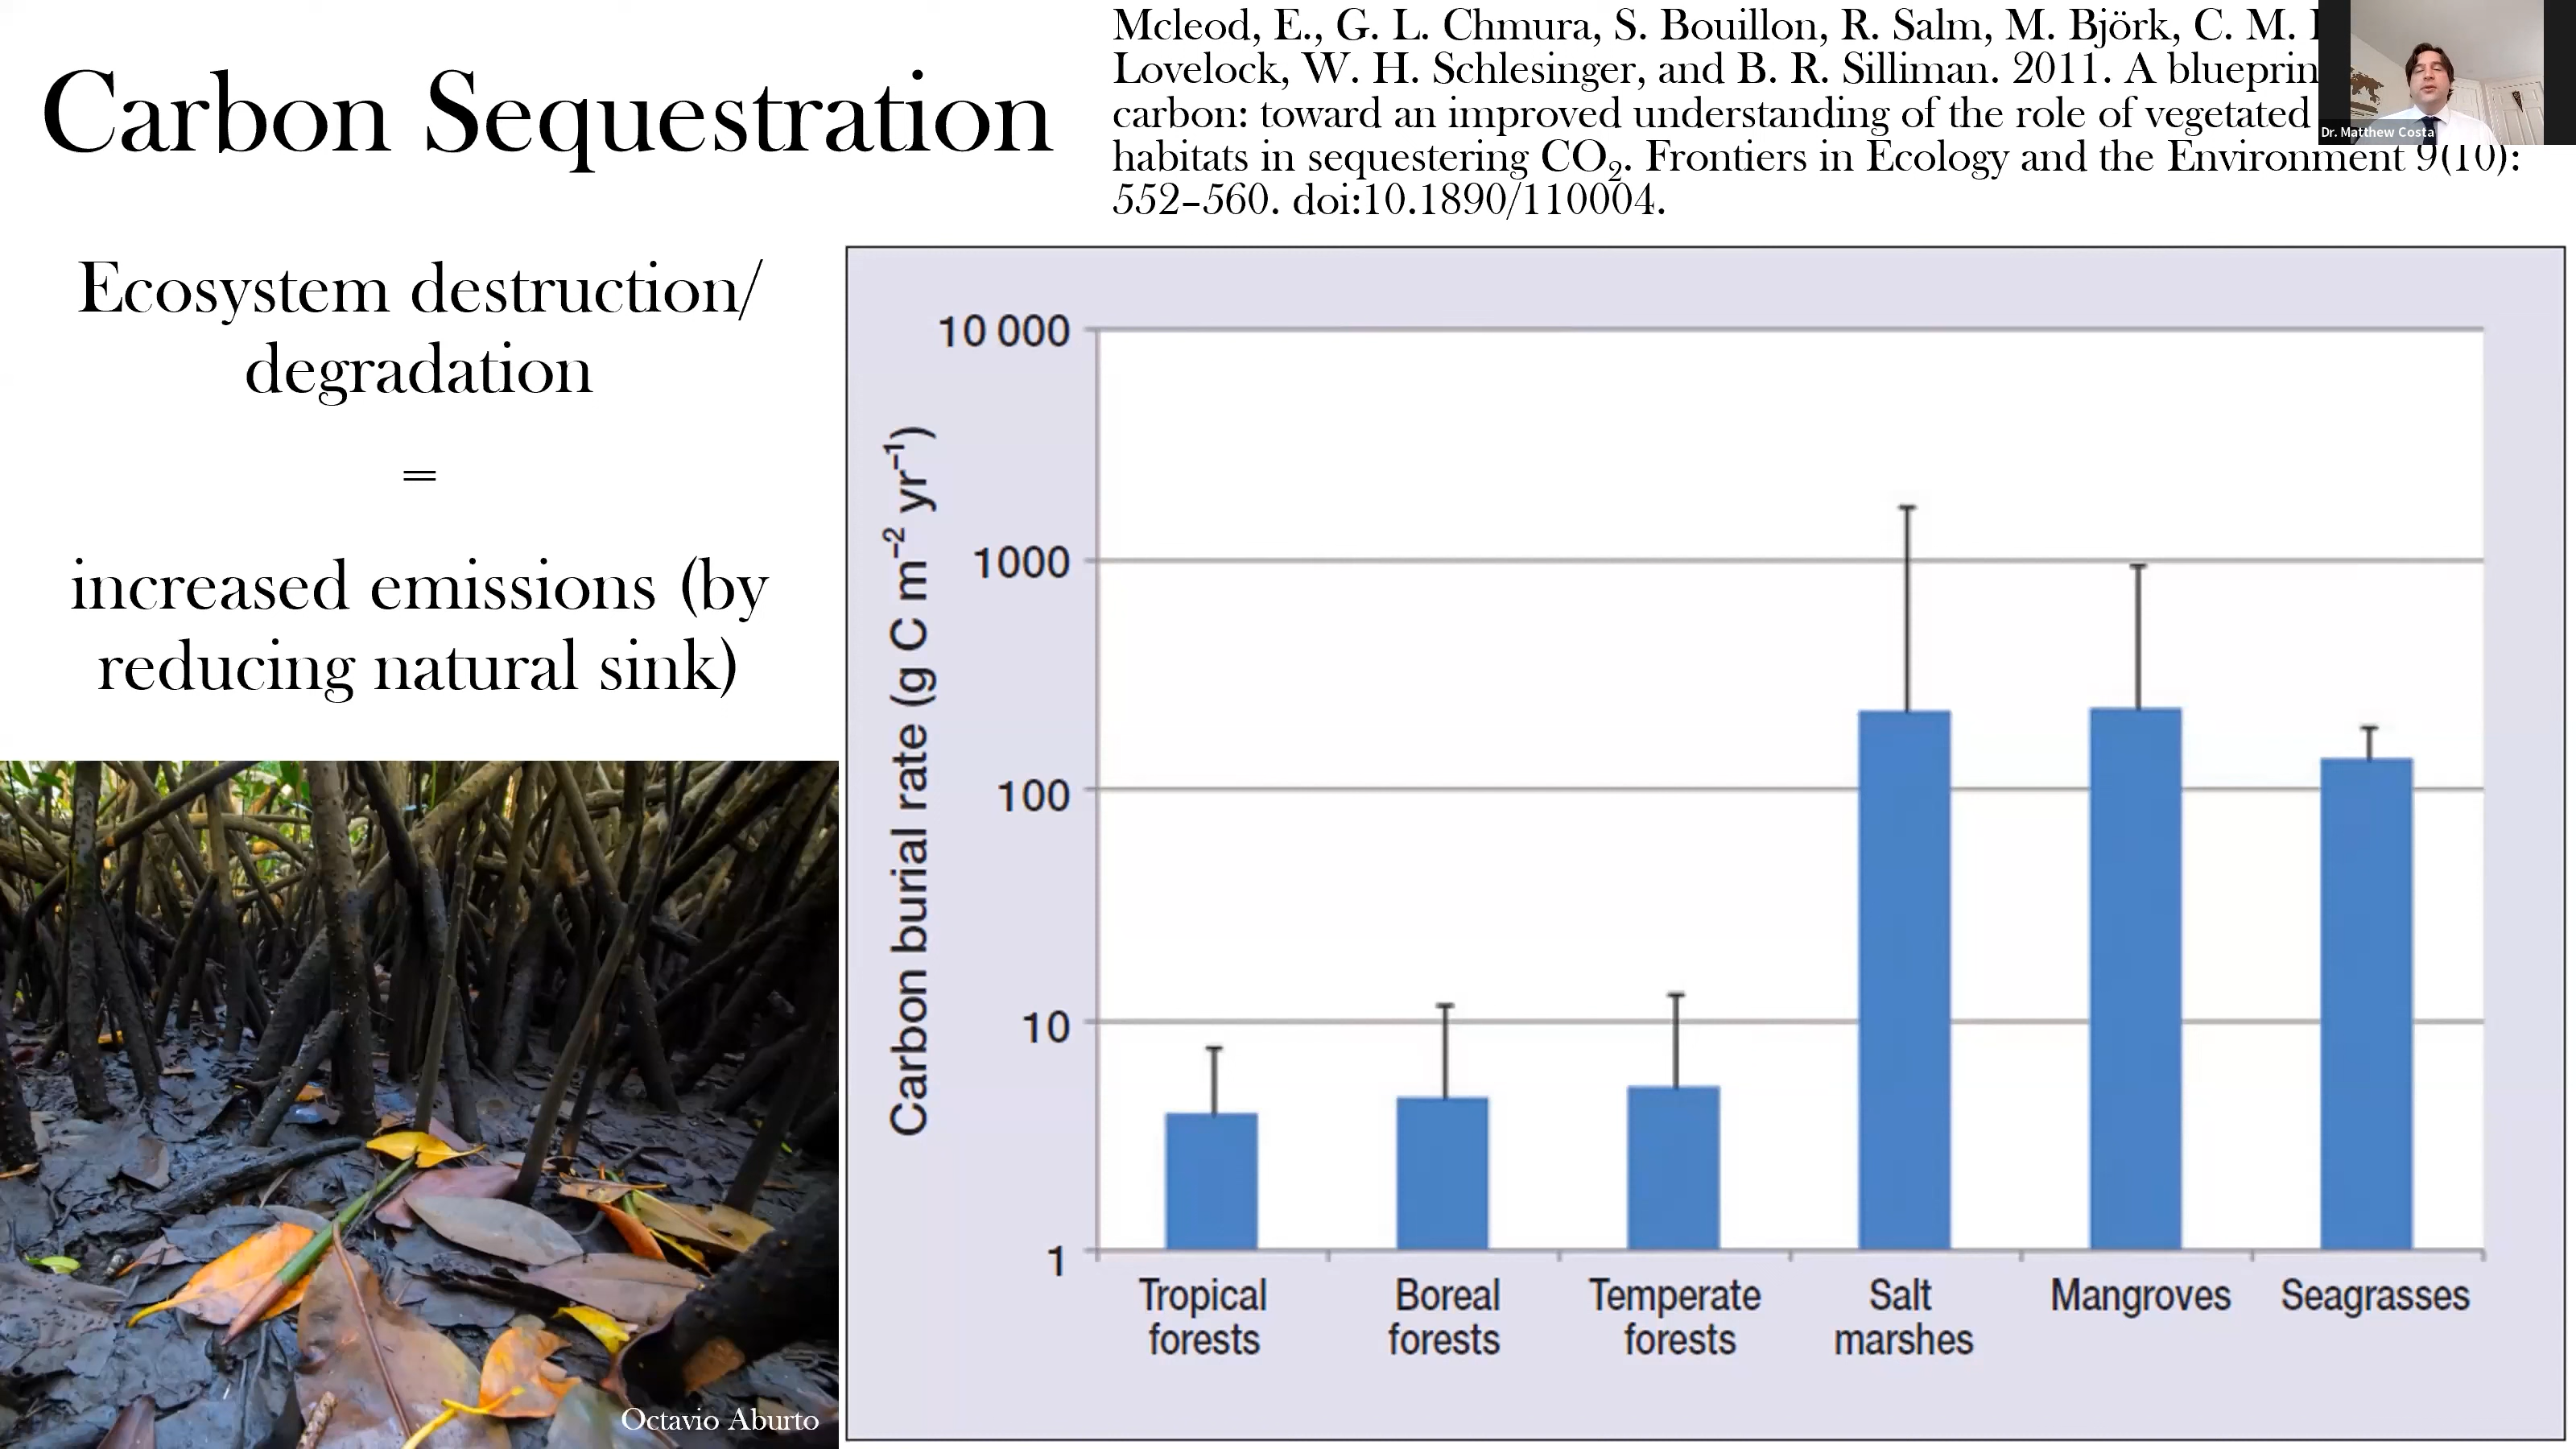 Carbon Sequestration
Mcleod, E., G. L. Chmura, S. Bouillon, R. Salm, M. Björk, C. M.
Lovelock, W. H. Schlesinger, and B. R. Silliman. 2011. A
carbon: toward an improved understanding of the role of vegetated
habitats in sequestering CO₂. Frontiers in Ecology and the Environment 9(10):
552–560. doi:10.1890/110004.
Dr. Matthew Costa
Ecosystem destruction/
degradation
=
increased emissions (by
reducing natural sink)
Octavio Aburto
Carbon burial rate (g C m⁻² yr⁻¹)
10 000
1000
100
10
1
Tropical
forests
Boreal
forests
Temperate
forests
Salt
marshes
Mangroves
Seagrasses